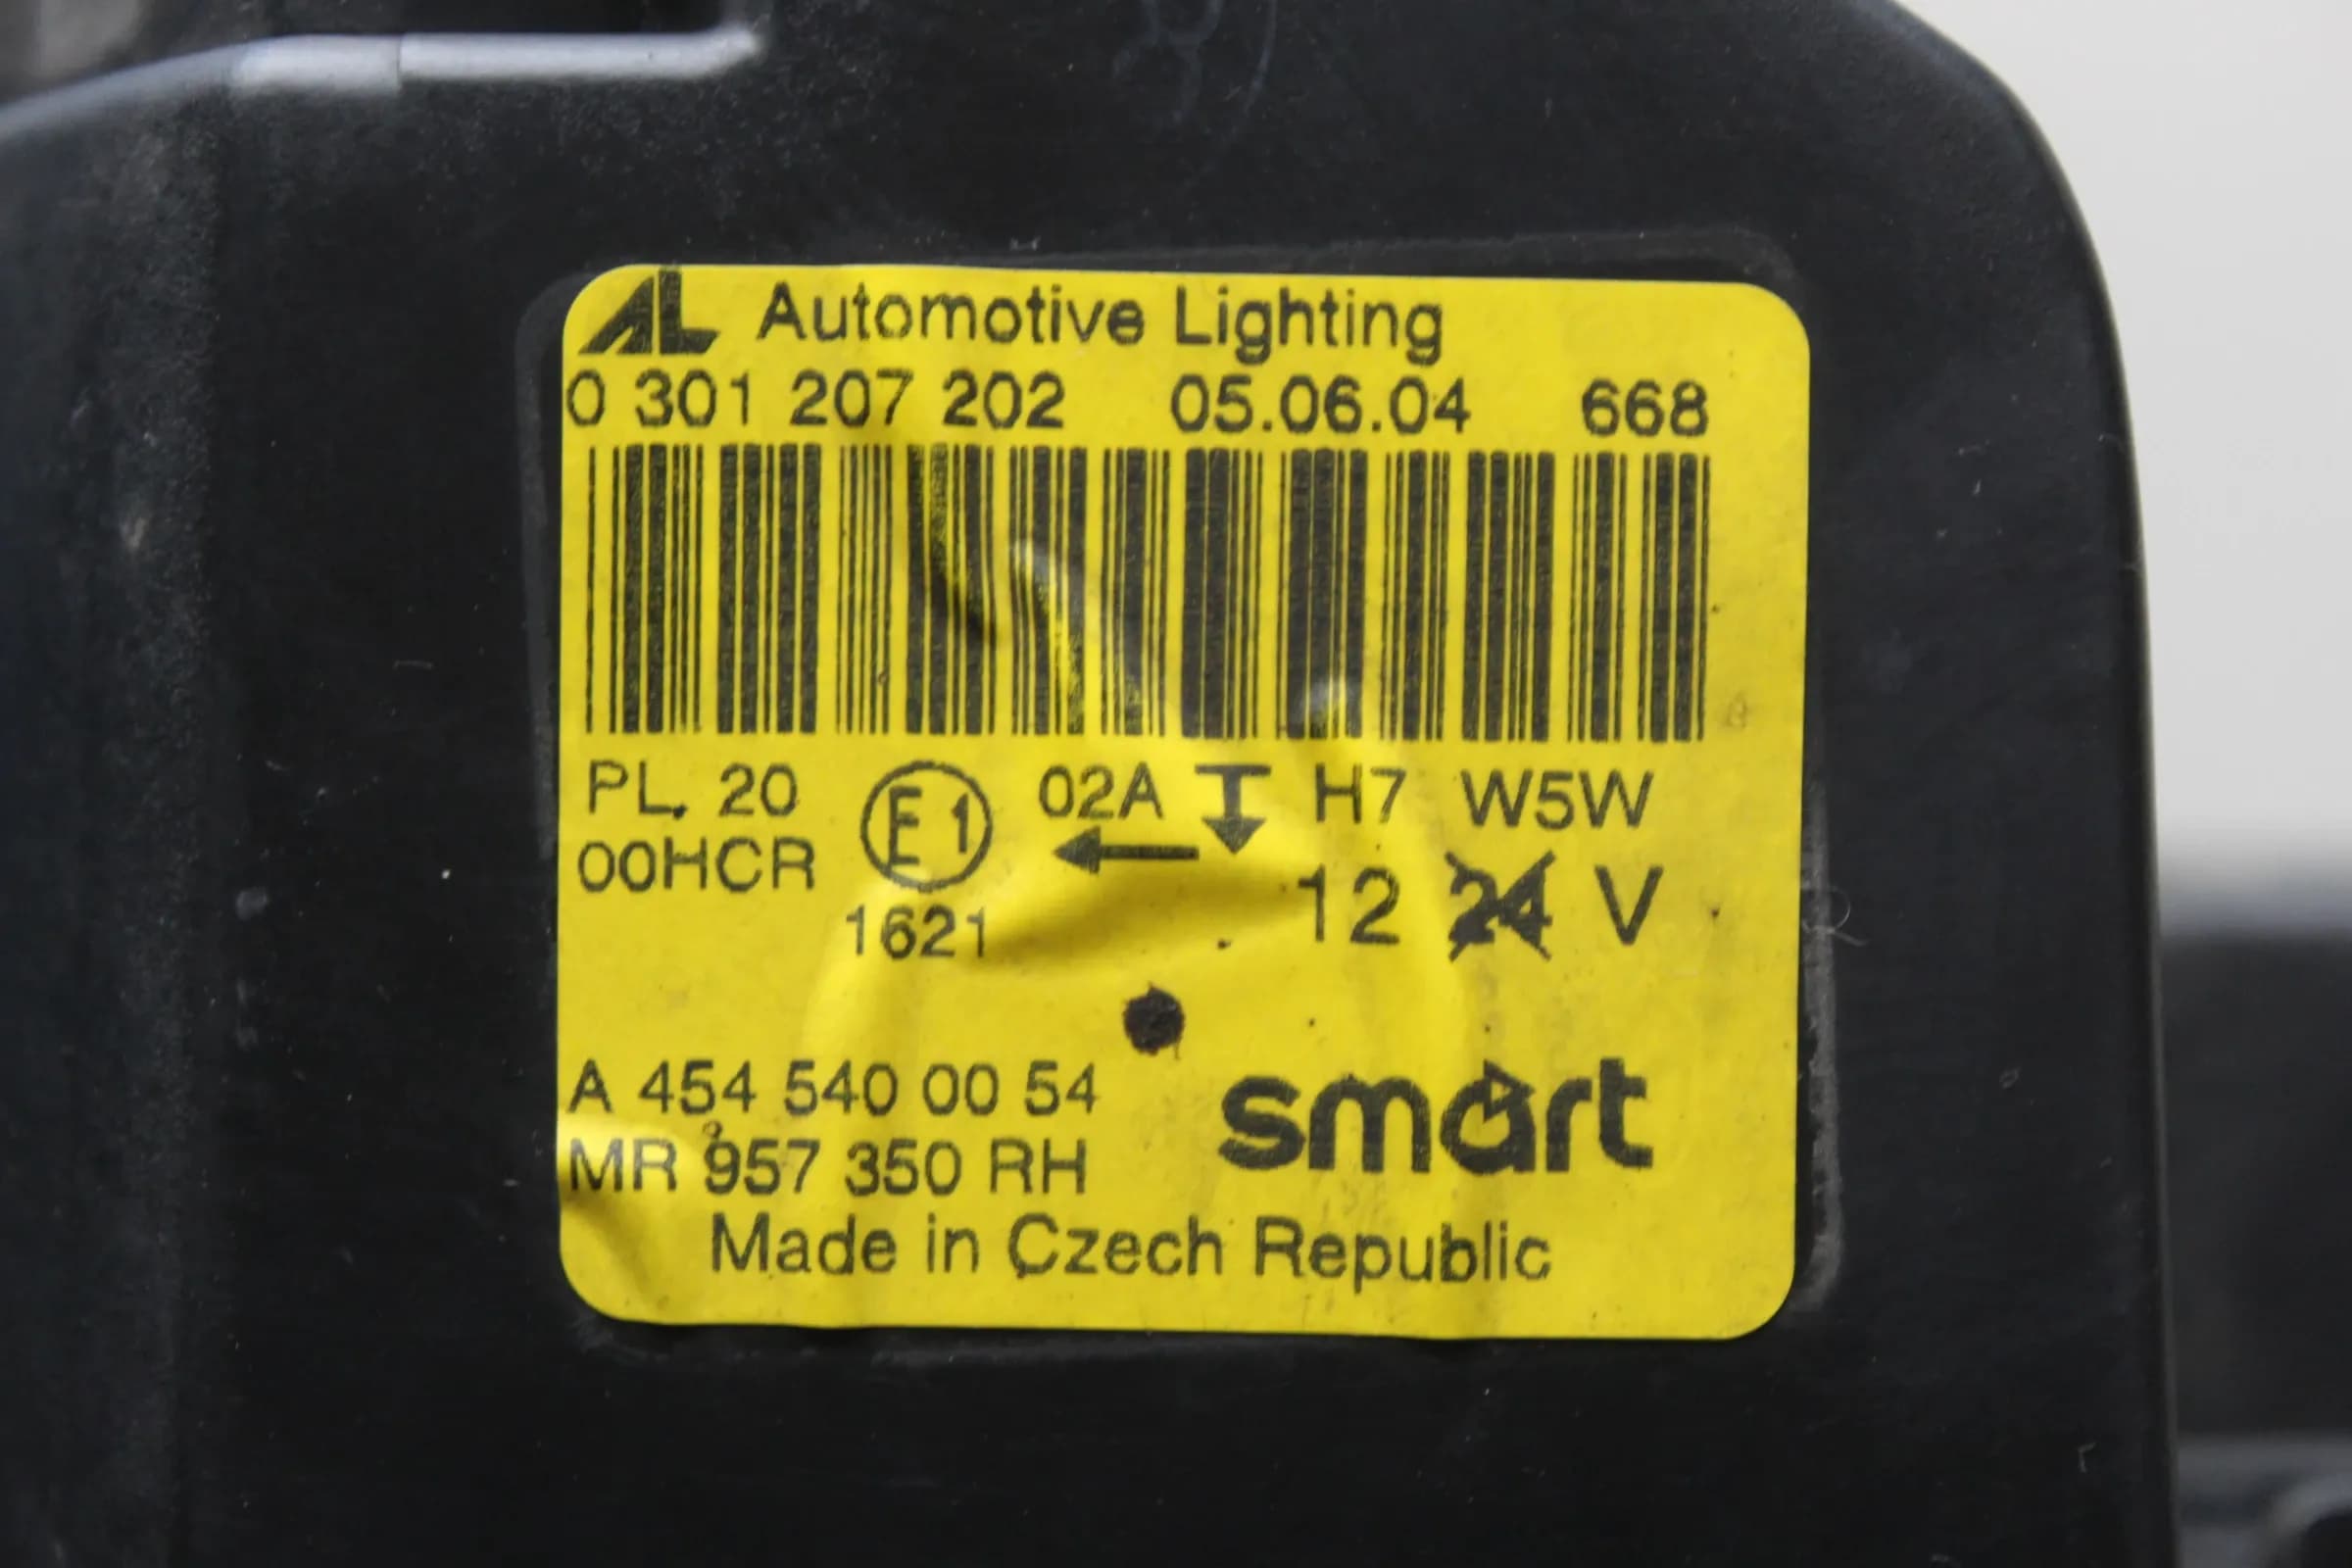 AL Automotive Lighting
0 301 207 202 05.06.04 668
PL. 20 E1 02A H7 W5W
00HCR 12 24 V
1621
A 454 540 00 54
smart
MR 957 350 RH
Made in Czech Republic